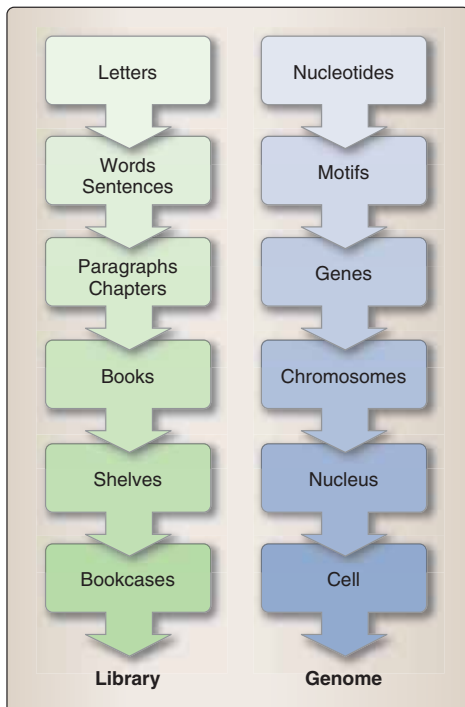 Letters
Words
Sentences
Paragraphs
Chapters
Books
Shelves
Bookcases
Library
Nucleotides
Motifs
Genes
Chromosomes
Nucleus
Cell
Genome